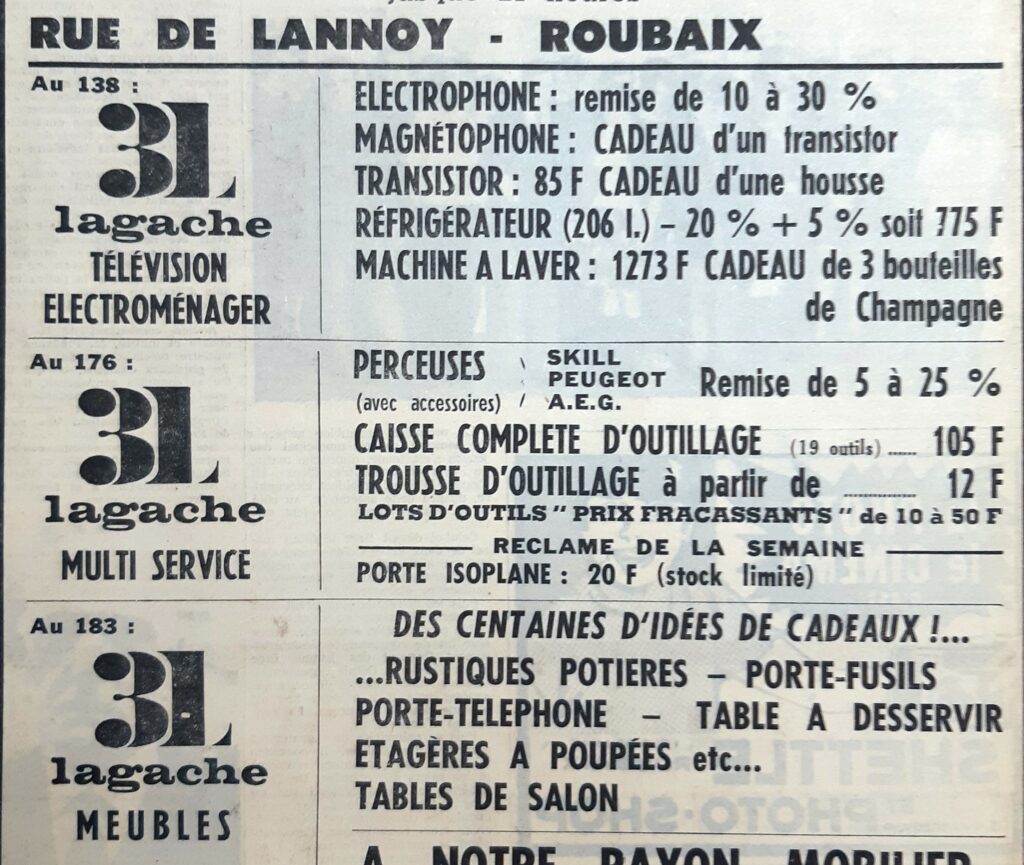 RUE DE LANNOY - ROUBAIX
Au 138 :
3L
lagache
TÉLÉVISION
ELECTROMÉNAGER
ELECTROPHONE : remise de 10 à 30 %
MAGNÉTOPHONE : CADEAU d'un transistor
TRANSISTOR : 85 F CADEAU d'une housse
RÉFRIGÉRATEUR (206 l.) – 20 % + 5 % soit 775 F
MACHINE A LAVER : 1273 F CADEAU de 3 bouteilles
de Champagne
Au 176 :
3L
lagache
MULTI SERVICE
PERCEUSES
(avec accessoires)
SKILL
PEUGEOT
A.E.G.
Remise de 5 à 25 %
CAISSE COMPLETE D'OUTILLAGE (19 outils) ...... 105 F
TROUSSE D'OUTILLAGE à partir de ............... 12 F
LOTS D'OUTILS " PRIX FRACASSANTS " de 10 à 50 F
RECLAME DE LA SEMAINE
PORTE ISOPLANE : 20 F (stock limité)
Au 183 :
3L
lagache
MEUBLES
DES CENTAINES D'IDÉES DE CADEAUX !...
...RUSTIQUES POTIERES – PORTE-FUSILS
PORTE-TELEPHONE – TABLE A DESSERVIR
ETAGÈRES A POUPÉES etc...
TABLES DE SALON
A NOTRE RAYON MOBILIER